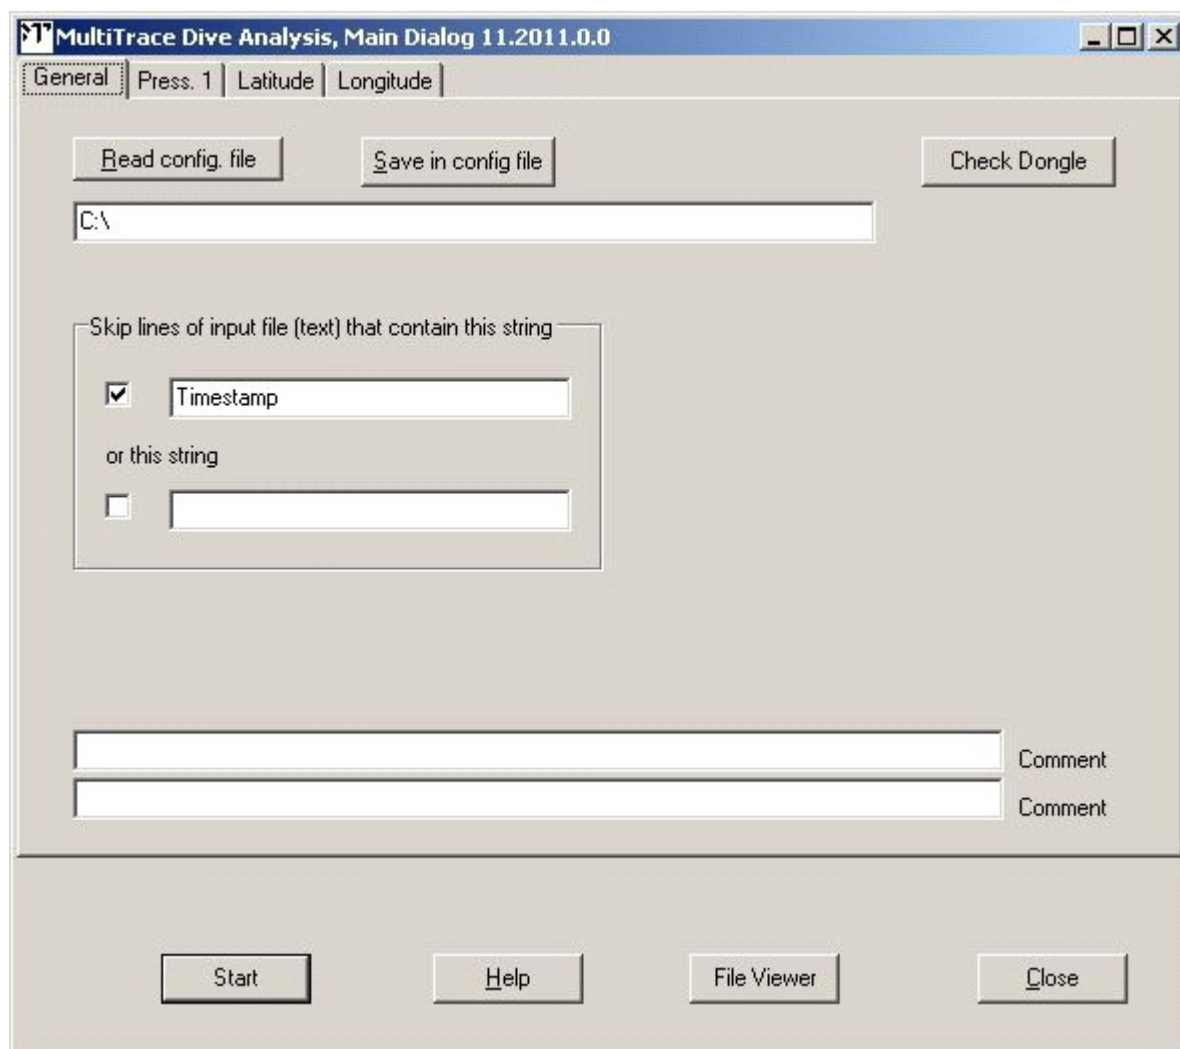 MultiTrace Dive Analysis, Main Dialog 11.2011.0.0
General Press. 1 Latitude Longitude
Read config. file Save in config file Check Dongle
C:\
Skip lines of input file (text) that contain this string
Timestamp
or this string
Comment
Comment
Start Help File Viewer Close